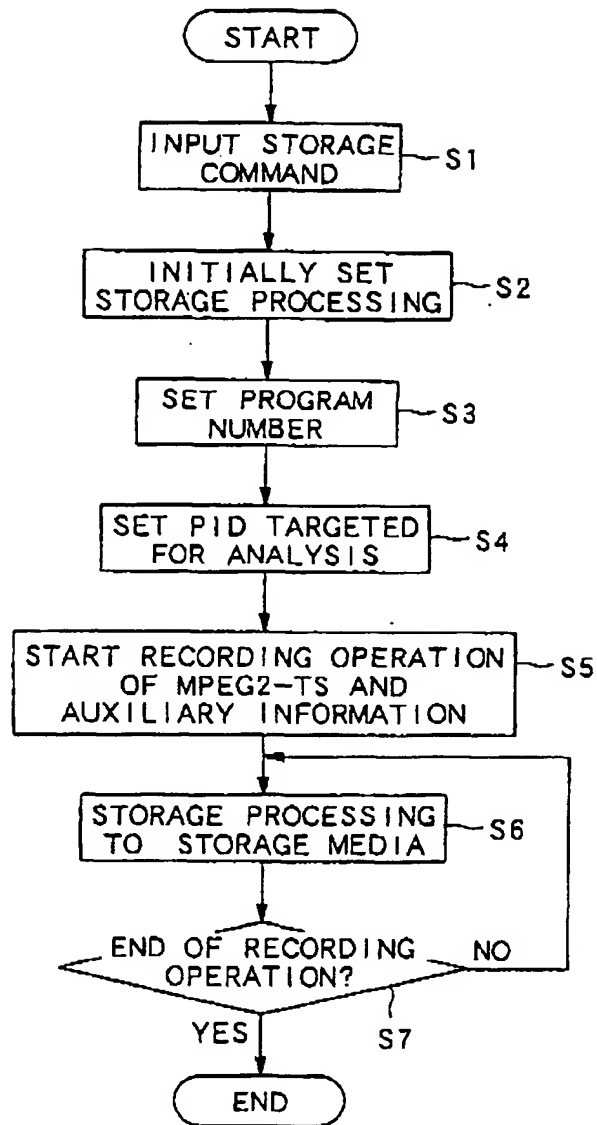 START
INPUT STORAGE
COMMAND
S1
INITIALLY SET
STORAGE PROCESSING
S2
SET PROGRAM
NUMBER
S3
SET PID TARGETED
FOR ANALYSIS
S4
START RECORDING OPERATION
OF MPEG2-TS AND
AUXILIARY INFORMATION
S5
STORAGE PROCESSING
TO STORAGE MEDIA
S6
END OF RECORDING
OPERATION?
NO
S7
YES
END